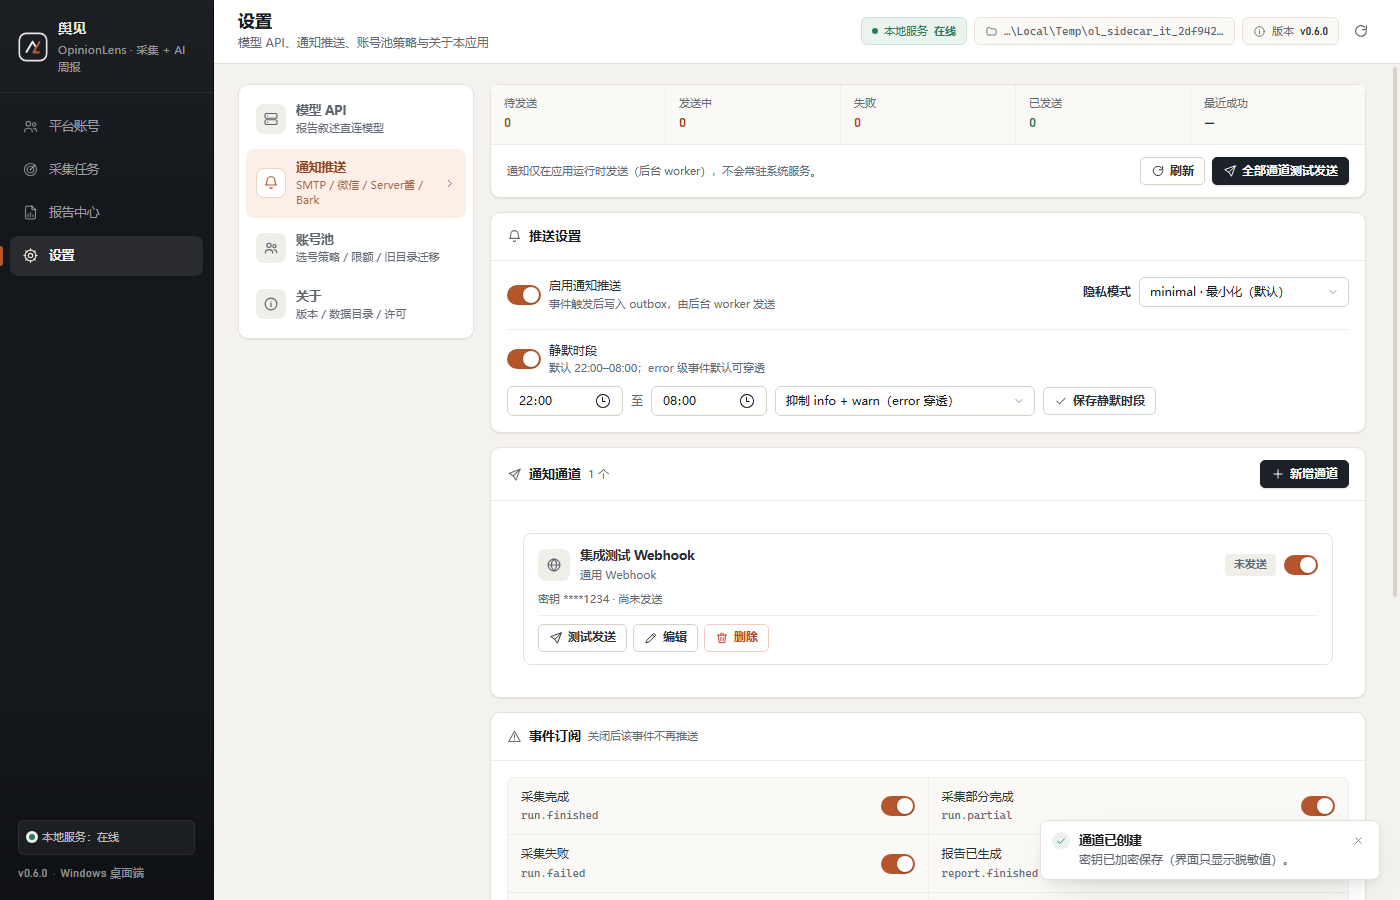 舆见
OpinionLens · 采集 + AI
周报
平台账号
采集任务
报告中心
设置
本地服务：在线
v0.6.0 · Windows 桌面端
设置
模型 API、通知推送、账号池策略与关于本应用
本地服务 在线
…\Local\Temp\ol_sidecar_it_2df942…
版本 v0.6.0
模型 API
报告叙述直连模型
通知推送
SMTP / 微信 / Server酱 /
Bark
账号池
选号策略 / 限额 / 旧目录迁移
关于
版本 / 数据目录 / 许可
待发送
0
发送中
0
失败
0
已发送
0
最近成功
—
通知仅在应用运行时发送（后台 worker），不会常驻系统服务。
刷新
全部通道测试发送
推送设置
启用通知推送
事件触发后写入 outbox，由后台 worker 发送
隐私模式
minimal · 最小化（默认）
静默时段
默认 22:00–08:00；error 级事件默认可穿透
22:00
至
08:00
抑制 info + warn（error 穿透）
保存静默时段
通知通道 1 个
新增通道
集成测试 Webhook
通用 Webhook
未发送
密钥 ****1234 · 尚未发送
测试发送
编辑
删除
事件订阅 关闭后该事件不再推送
采集完成
run.finished
采集部分完成
run.partial
采集失败
run.failed
报告已生成
report.finished
通道已创建
密钥已加密保存（界面只显示脱敏值）。